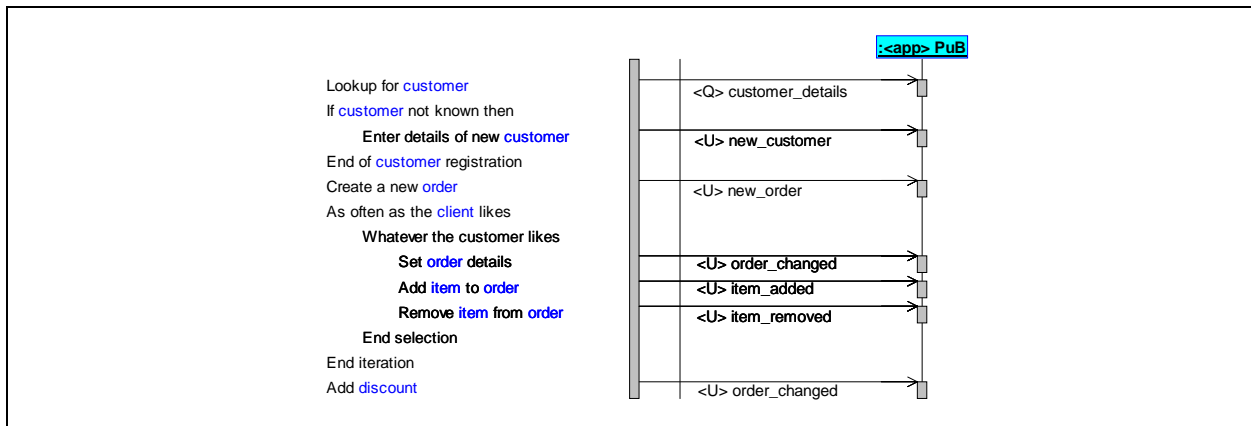 :<app> PuB
Lookup for customer
<Q> customer_details
If customer not known then
Enter details of new customer
<U> new_customer
End of customer registration
Create a new order
<U> new_order
As often as the client likes
Whatever the customer likes
Set order details
<U> order_changed
Add item to order
<U> item_added
Remove item from order
<U> item_removed
End selection
End iteration
Add discount
<U> order_changed